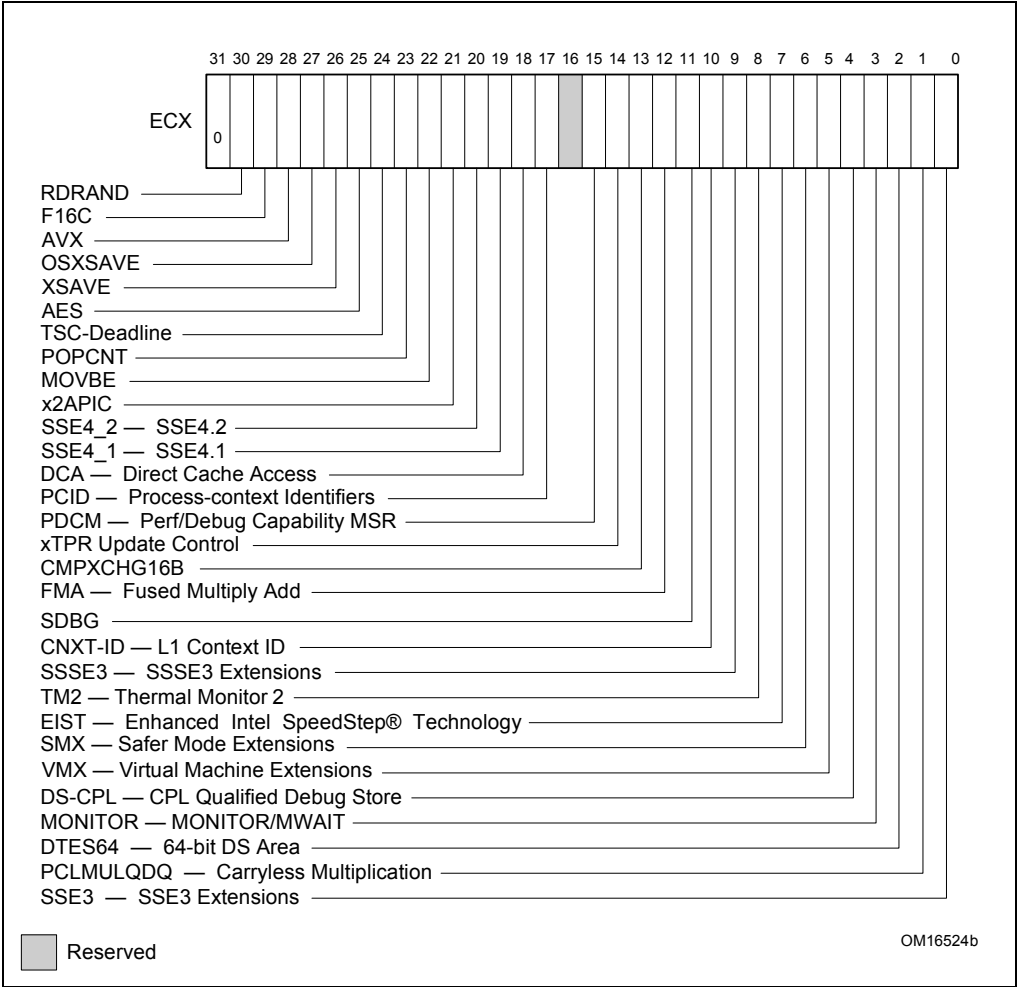 31 30 29 28 27 26 25 24 23 22 21 20 19 18 17 16 15 14 13 12 11 10 9 8 7 6 5 4 3 2 1 0
ECX
0
RDRAND
F16C
AVX
OSXSAVE
XSAVE
AES
TSC-Deadline
POPCNT
MOVBE
x2APIC
SSE4_2 — SSE4.2
SSE4_1 — SSE4.1
DCA — Direct Cache Access
PCID — Process-context Identifiers
PDCM — Perf/Debug Capability MSR
xTPR Update Control
CMPXCHG16B
FMA — Fused Multiply Add
SDBG
CNXT-ID — L1 Context ID
SSSE3 — SSSE3 Extensions
TM2 — Thermal Monitor 2
EIST — Enhanced Intel SpeedStep® Technology
SMX — Safer Mode Extensions
VMX — Virtual Machine Extensions
DS-CPL — CPL Qualified Debug Store
MONITOR — MONITOR/MWAIT
DTES64 — 64-bit DS Area
PCLMULQDQ — Carryless Multiplication
SSE3 — SSE3 Extensions
Reserved
OM16524b